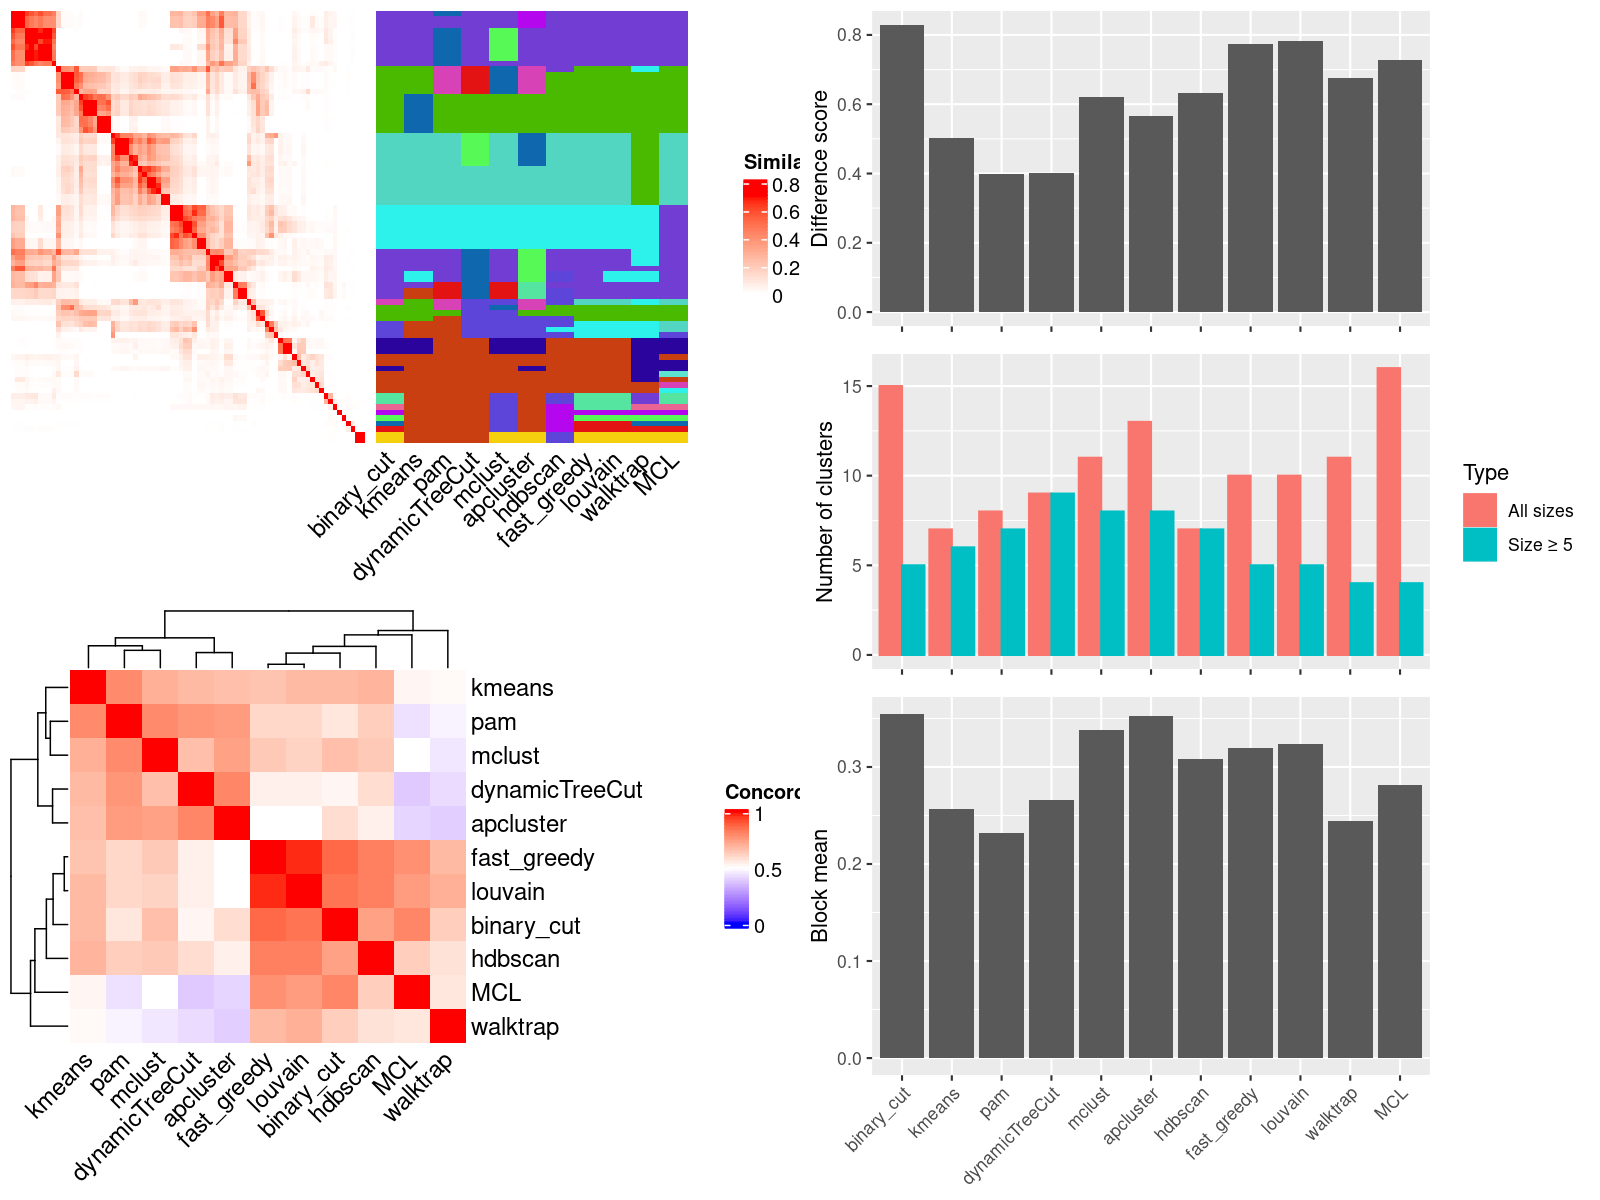 Simila
0.8
0.6
0.4
0.2
0
binary_cut
kmeans
pam
dynamicTreeCut
mclust
apcluster
hdbscan
fast_greedy
louvain
walktrap
MCL
kmeans
pam
mclust
dynamicTreeCut
apcluster
fast_greedy
louvain
binary_cut
hdbscan
MCL
walktrap
kmeans
pam
mclust
dynamicTreeCut
apcluster
fast_greedy
louvain
binary_cut
hdbscan
MCL
walktrap
Concord
1
0.5
0
Difference score
0.8
0.6
0.4
0.2
0.0
Number of clusters
15
10
5
0
Type
All sizes
Size ≥ 5
Block mean
0.3
0.2
0.1
0.0
binary_cut
kmeans
pam
dynamicTreeCut
mclust
apcluster
hdbscan
fast_greedy
louvain
walktrap
MCL